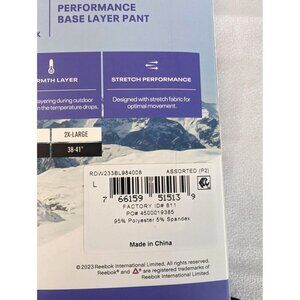 PERFORMANCE
BASE LAYER PANT
RMTH LAYER
layering during outdoor
the temperature drops.
STRETCH PERFORMANCE
Designed with stretch fabric for
optimal movement.
2X-LARGE
38-41"
RDW233BL984008
ASSORTED (P2)
L
7 66159 51513 9
FACTORY ID# 811
PO# 4500019385
95% Polyester 5% Spandex
Made in China
©2023 Reebok International Limited. All rights
Reebok® and ® are registered trademarks of
Reebok International Limited.